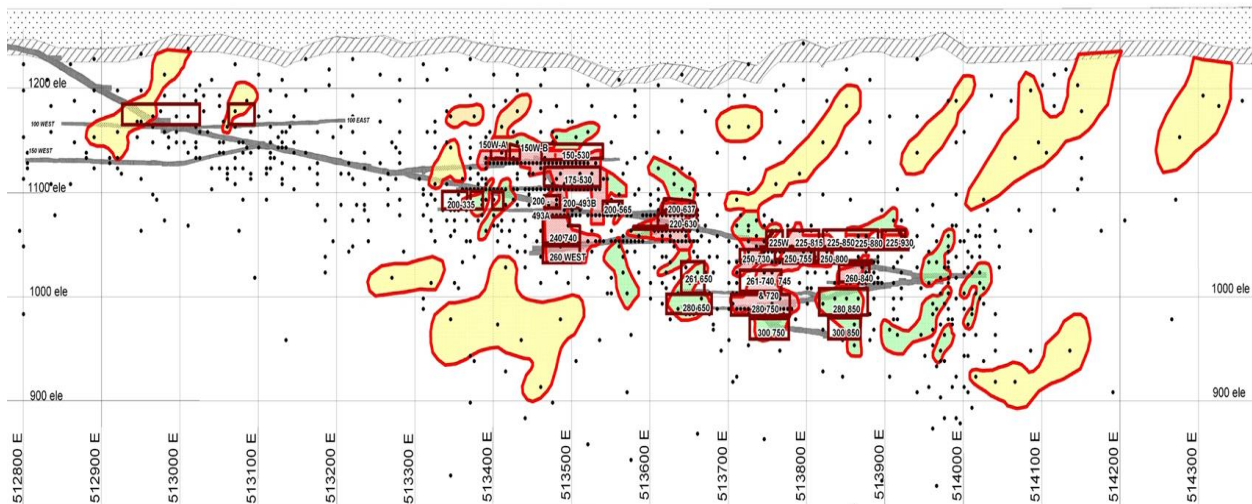 1200 ele
100 WEST
100 EAST
150 WEST
150W-A
150W-B
150-530
1100 ele
175-530
200-335
200-493B
200-565
200-637
493A
220-630
240 740
225W
225-815
225-850
225-880
225-930
260 WEST
250-730
250-755
250-800
261-650
261-740, 745
260-840
1000 ele
1000 ele
& 720
280-650
280-750
280 850
300 750
300 850
900 ele
900 ele
512800 E
512900 E
513000 E
513100 E
513200 E
513300 E
513400 E
513500 E
513600 E
513700 E
513800 E
513900 E
514000 E
514100 E
514200 E
514300 E